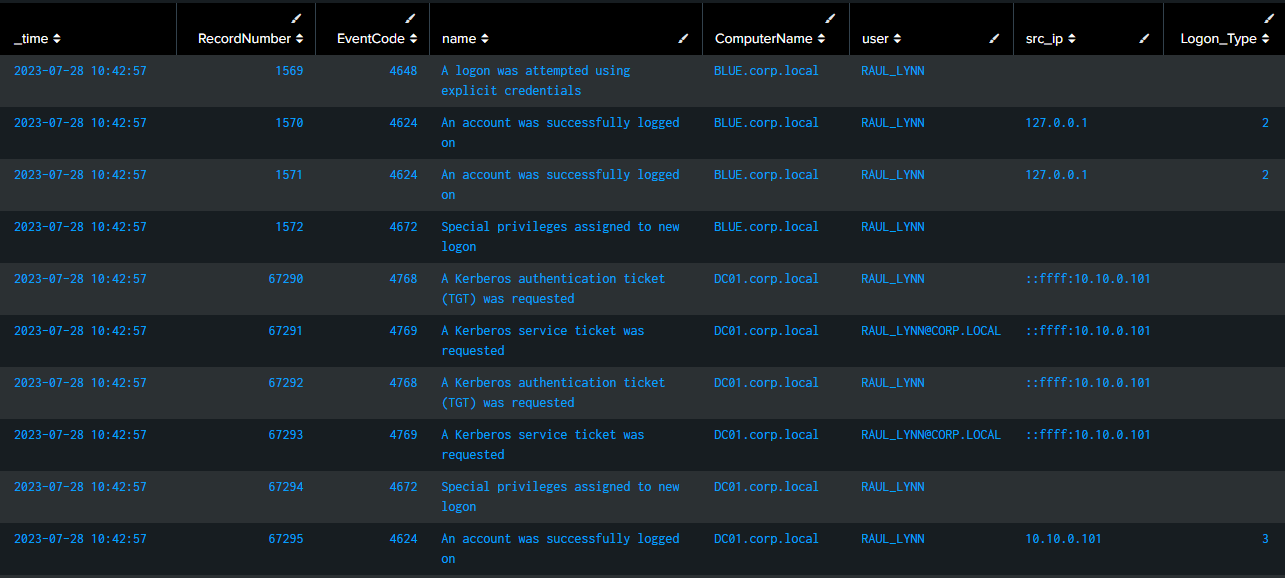 _time RecordNumber EventCode name ComputerName user src_ip Logon_Type
2023-07-28 10:42:57 1569 4648 A logon was attempted using BLUE.corp.local RAUL_LYNN
explicit credentials
2023-07-28 10:42:57 1570 4624 An account was successfully logged BLUE.corp.local RAUL_LYNN 127.0.0.1 2
on
2023-07-28 10:42:57 1571 4624 An account was successfully logged BLUE.corp.local RAUL_LYNN 127.0.0.1 2
on
2023-07-28 10:42:57 1572 4672 Special privileges assigned to new BLUE.corp.local RAUL_LYNN
logon
2023-07-28 10:42:57 67290 4768 A Kerberos authentication ticket DC01.corp.local RAUL_LYNN ::ffff:10.10.0.101
(TGT) was requested
2023-07-28 10:42:57 67291 4769 A Kerberos service ticket was DC01.corp.local RAUL_LYNN@CORP.LOCAL ::ffff:10.10.0.101
requested
2023-07-28 10:42:57 67292 4768 A Kerberos authentication ticket DC01.corp.local RAUL_LYNN ::ffff:10.10.0.101
(TGT) was requested
2023-07-28 10:42:57 67293 4769 A Kerberos service ticket was DC01.corp.local RAUL_LYNN@CORP.LOCAL ::ffff:10.10.0.101
requested
2023-07-28 10:42:57 67294 4672 Special privileges assigned to new DC01.corp.local RAUL_LYNN
logon
2023-07-28 10:42:57 67295 4624 An account was successfully logged DC01.corp.local RAUL_LYNN 10.10.0.101 3
on